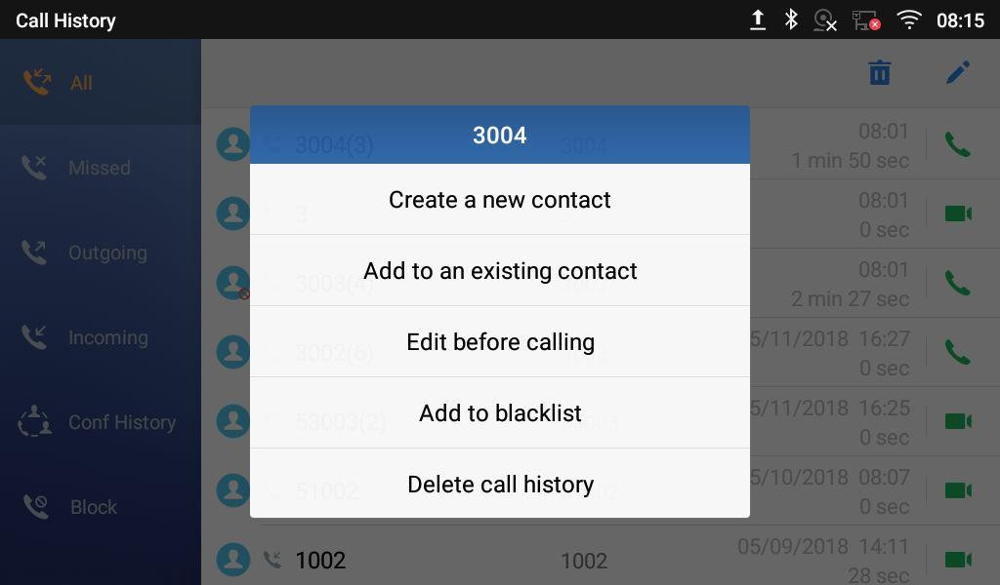 Call History
08:15
All
Missed
Outgoing
Incoming
Conf History
Block
3004
Create a new contact
Add to an existing contact
Edit before calling
Add to blacklist
Delete call history
3004(3) 3004 08:01
1 min 50 sec
3 08:01
0 sec
3003(4) 3003 08:01
2 min 27 sec
3002(6) 5/11/2018 16:27
0 sec
53003(2) 5/11/2018 16:25
0 sec
51002 5/10/2018 08:07
0 sec
1002 1002 05/09/2018 14:11
28 sec